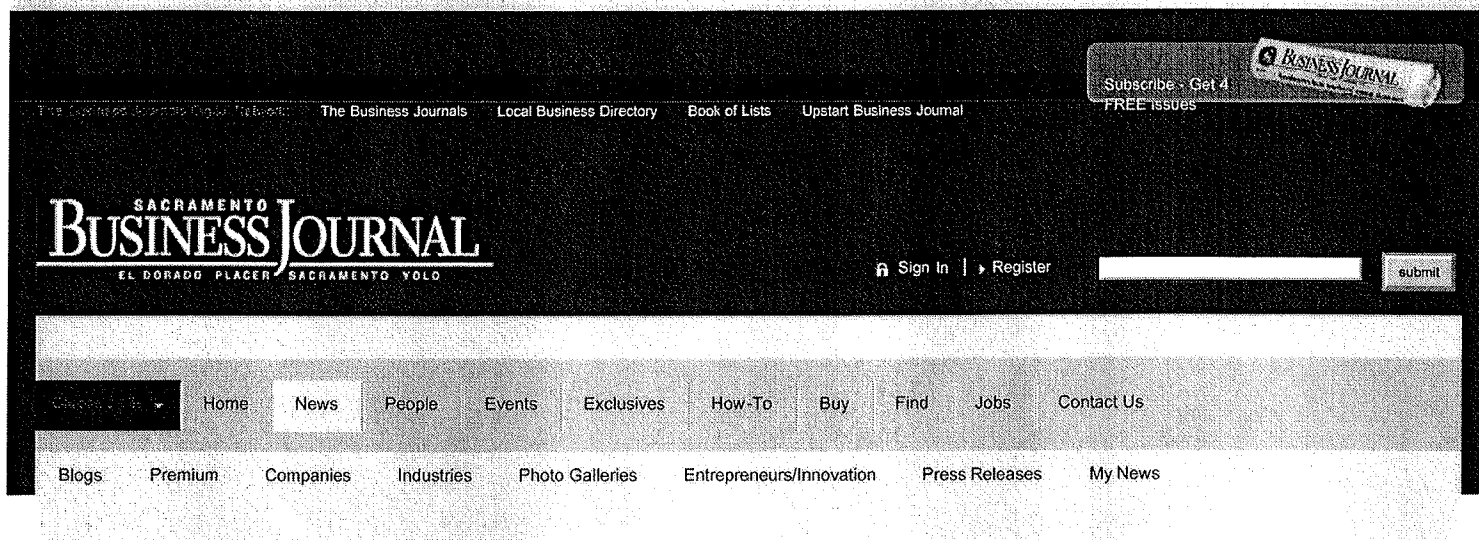 BUSINESS JOURNAL
Subscribe - Get 4
FREE Issues
The Business Journals Local Business Directory Book of Lists Upstart Business Journal
SACRAMENTO
BUSINESS JOURNAL
EL DORADO PLACER SACRAMENTO YOLO
Sign In | Register submit
Home News People Events Exclusives How-To Buy Find Jobs Contact Us
Blogs Premium Companies Industries Photo Galleries Entrepreneurs/Innovation Press Releases My News